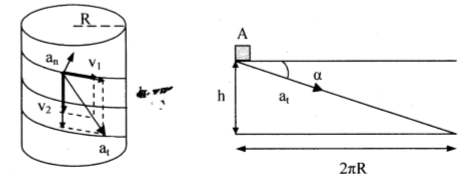 R
A
aₙ
v₁
v₂
aₜ
α
aₜ
h
2πR